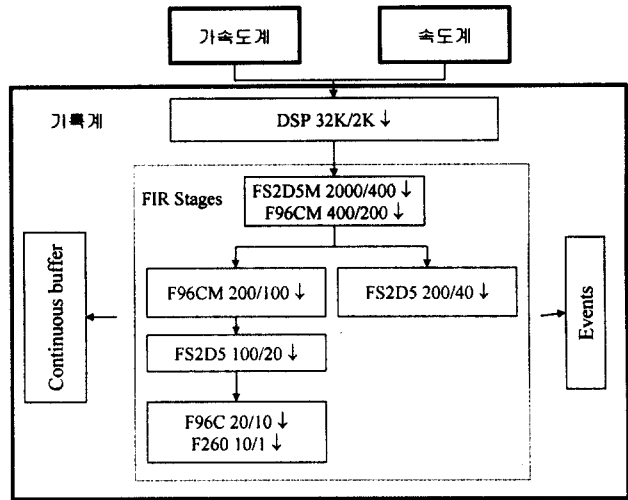 가속도계
속도계
기록계
DSP 32K/2K ↓
FIR Stages
FS2D5M 2000/400 ↓
F96CM 400/200 ↓
F96CM 200/100 ↓
FS2D5 200/40 ↓
FS2D5 100/20 ↓
F96C 20/10 ↓
F260 10/1 ↓
Continuous buffer
Events